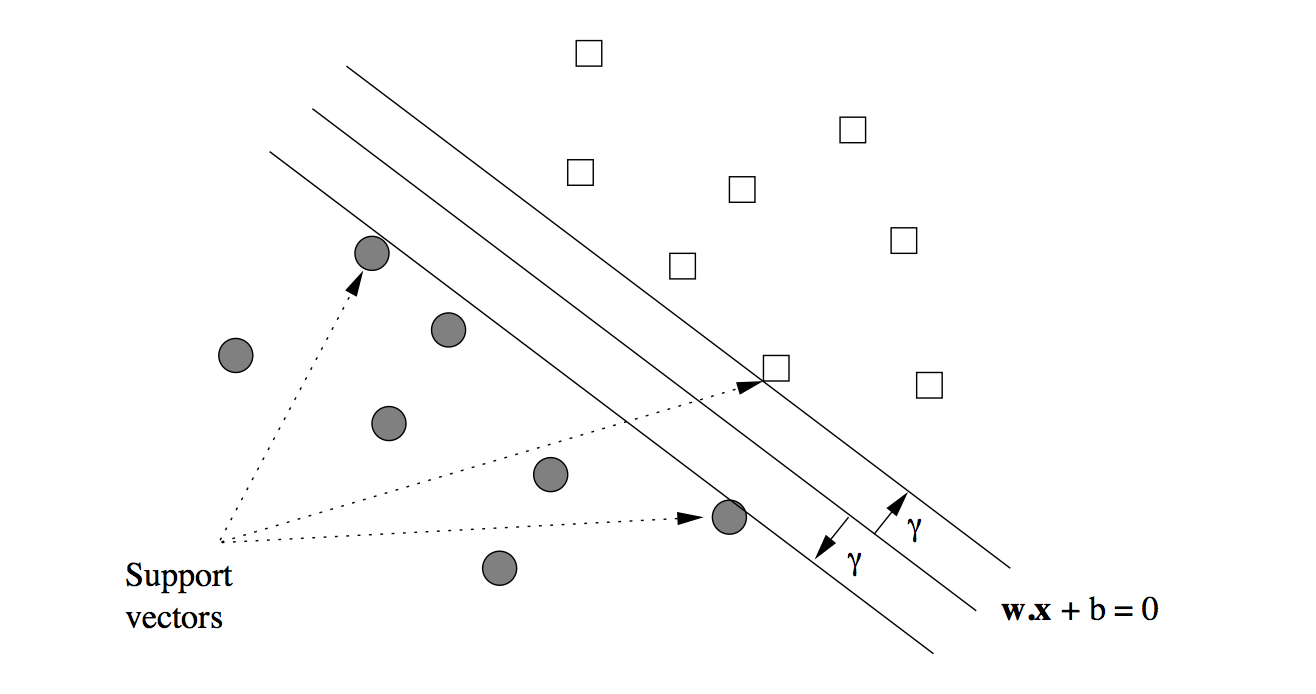 γ
γ
Support
vectors
w.x + b = 0